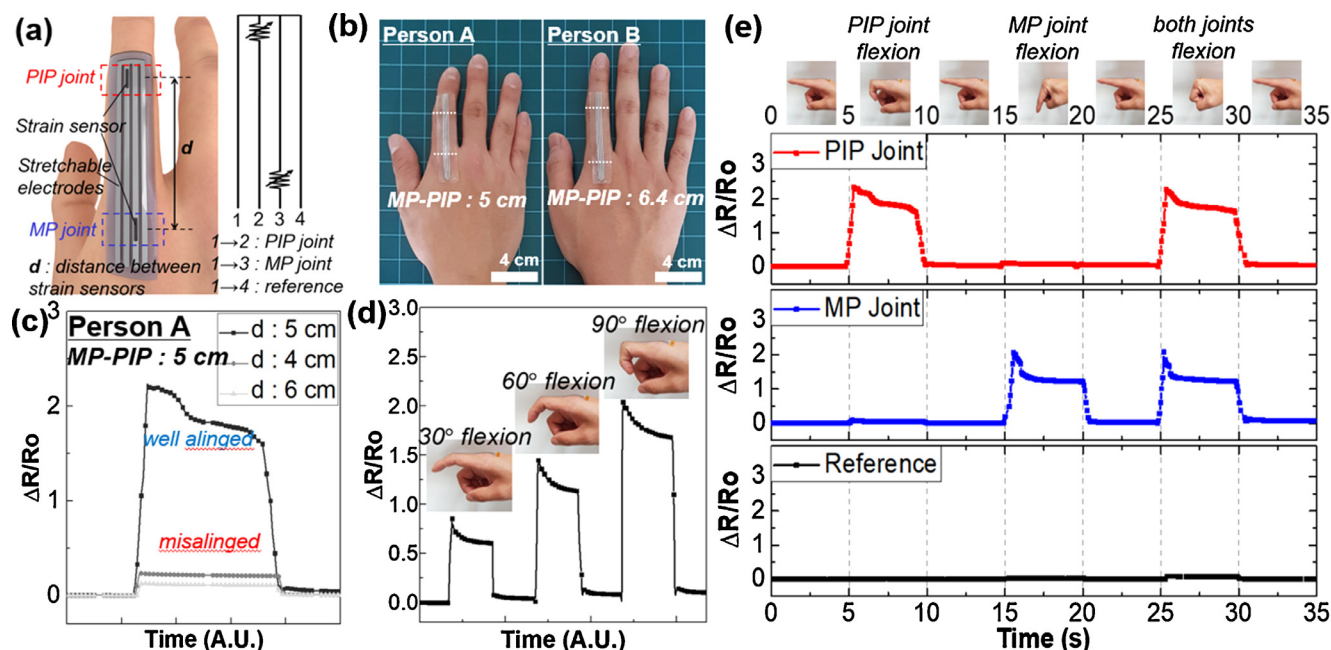 (a)
PIP joint
Strain sensor
Stretchable
electrodes
MP joint
d
d : distance between
strain sensors
1 2 3 4
1→2 : PIP joint
1→3 : MP joint
1→4 : reference
(b)
Person A
Person B
MP-PIP : 5 cm
MP-PIP : 6.4 cm
4 cm
4 cm
(c)
Person A
MP-PIP : 5 cm
d : 5 cm
d : 4 cm
d : 6 cm
well alinged
misalinged
3
2
1
0
ΔR/Ro
Time (A.U.)
(d)
30° flexion
60° flexion
90° flexion
3.0
2.5
2.0
1.5
1.0
0.5
0.0
ΔR/Ro
Time (A.U.)
(e)
PIP joint
flexion
MP joint
flexion
both joints
flexion
0 5 10 15 20 25 30 35
PIP Joint
3
2
1
0
ΔR/Ro
MP Joint
3
2
1
0
ΔR/Ro
Reference
3
2
1
0
ΔR/Ro
0 5 10 15 20 25 30 35
Time (s)